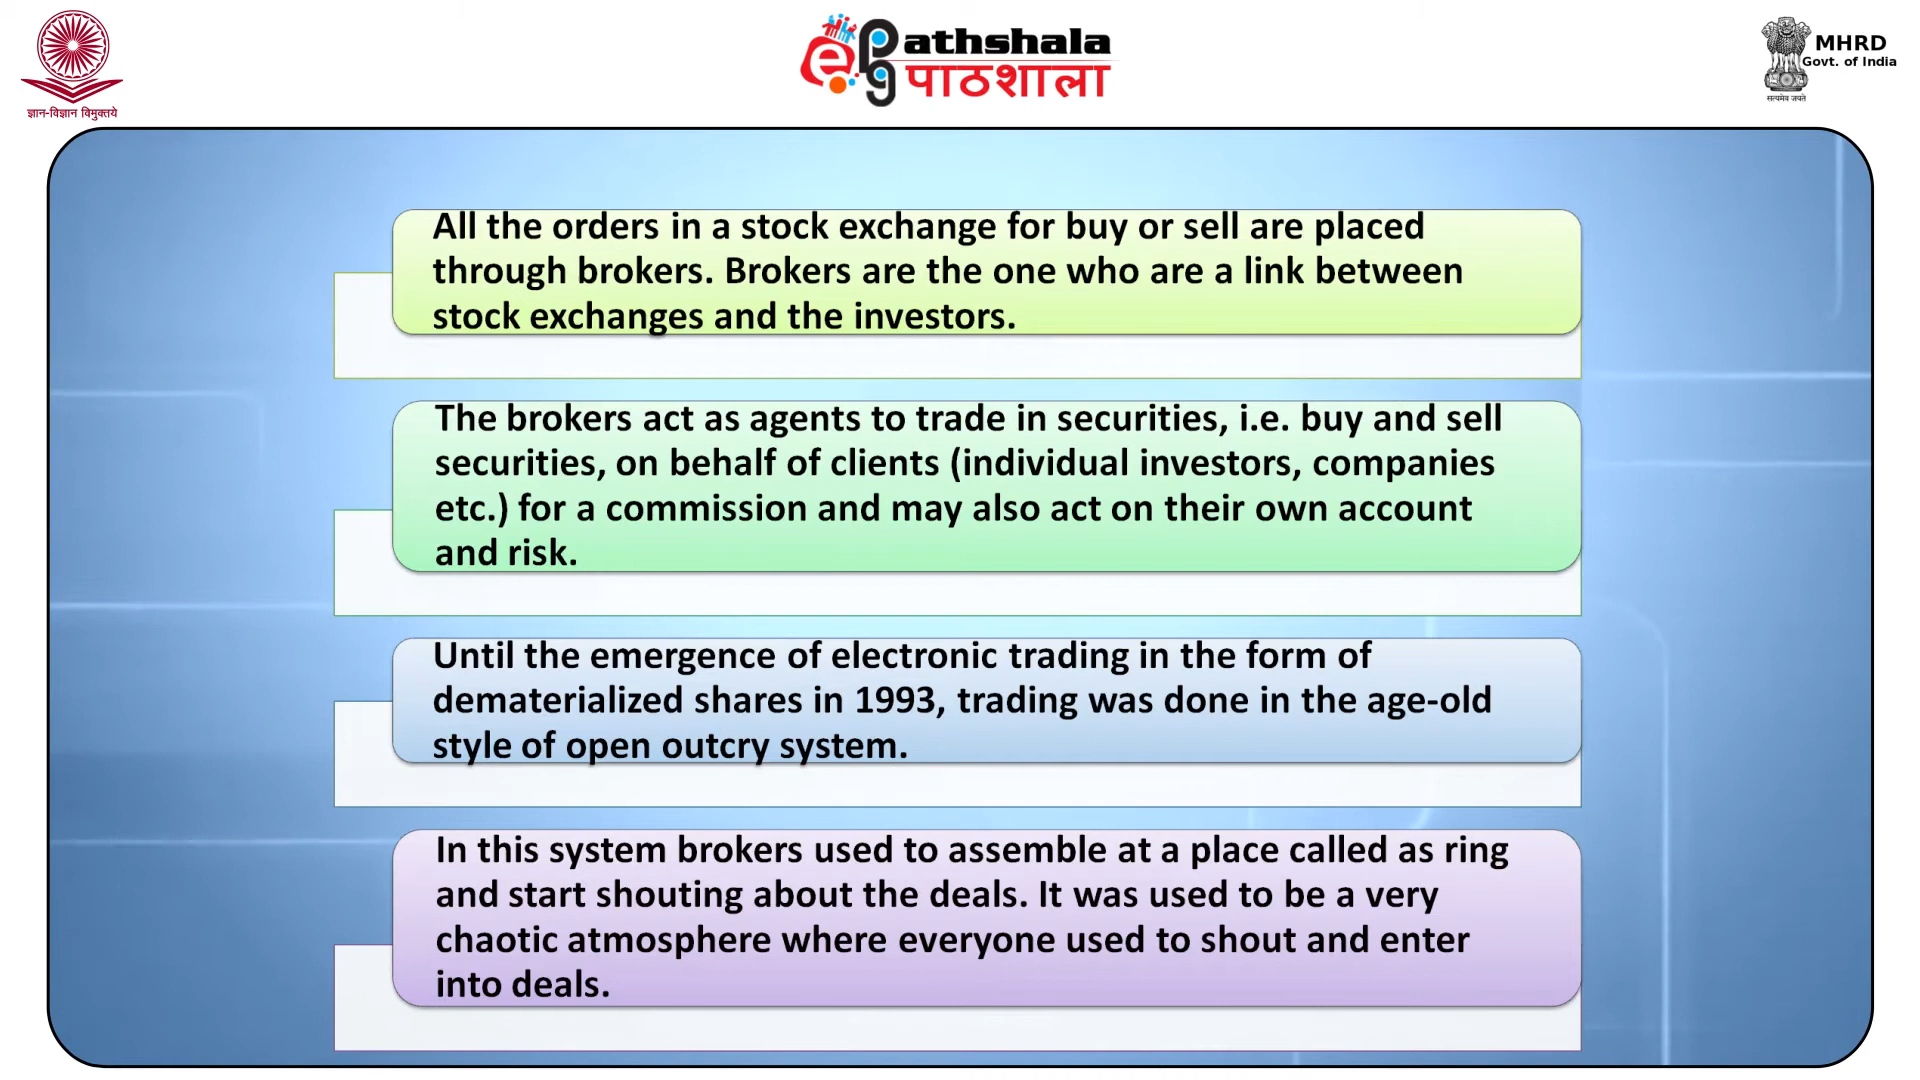 ज्ञान-विज्ञान विमुक्तये
e PG athshala
पाठशाला
MHRD
Govt. of India
सत्यमेव जयते
All the orders in a stock exchange for buy or sell are placed
through brokers. Brokers are the one who are a link between
stock exchanges and the investors.
The brokers act as agents to trade in securities, i.e. buy and sell
securities, on behalf of clients (individual investors, companies
etc.) for a commission and may also act on their own account
and risk.
Until the emergence of electronic trading in the form of
dematerialized shares in 1993, trading was done in the age-old
style of open outcry system.
In this system brokers used to assemble at a place called as ring
and start shouting about the deals. It was used to be a very
chaotic atmosphere where everyone used to shout and enter
into deals.